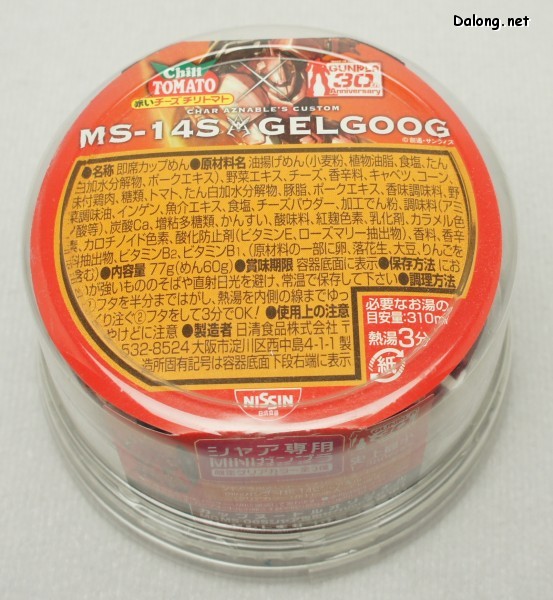 Dalong.net
Chili
TOMATO
赤いチーズ チリトマト
GUNDAM
30th
Anniversary
CHAR AZNABLE'S CUSTOM
MS-14S GELGOOG
©創通・サンライズ
●名称 即席カップめん●原材料名 油揚げめん(小麦粉、植物油脂、食塩、たん
白加水分解物、ポークエキス)、野菜エキス、チーズ、香辛料、キャベツ、コーン、
味付鶏肉、糖類、トマト、たん白加水分解物、豚脂、ポークエキス、香味調味料、野
菜調味油、インゲン、魚介エキス、食塩、チーズパウダー、加工でん粉、調味料(アミ
ノ酸等)、炭酸Ca、増粘多糖類、かんすい、酸味料、紅麹色素、乳化剤、カラメル色
素、カロチノイド色素、酸化防止剤(ビタミンE、ローズマリー抽出物)、香料、香辛
料抽出物、ビタミンB2、ビタミンB1、(原材料の一部に卵、落花生、大豆、りんごを
含む)●内容量 77g(めん60g)●賞味期限 容器底面に表示●保存方法 にお
いが強いもののそばや直射日光を避け、常温で保存して下さい●調理方法
①フタを半分まではがし、熱湯を内側の線までゆっく
り注ぐ②フタをして3分でOK!●使用上の注意
やけどに注意●製造者 日清食品株式会社 〒
532-8524 大阪市淀川区西中島4-1-1 製
造所固有記号は容器底面 下段右端に表示
必要なお湯の
目安量:310ml
熱湯3分
紙
NISSIN
日清食品
シャア専用
MINIガンプラ